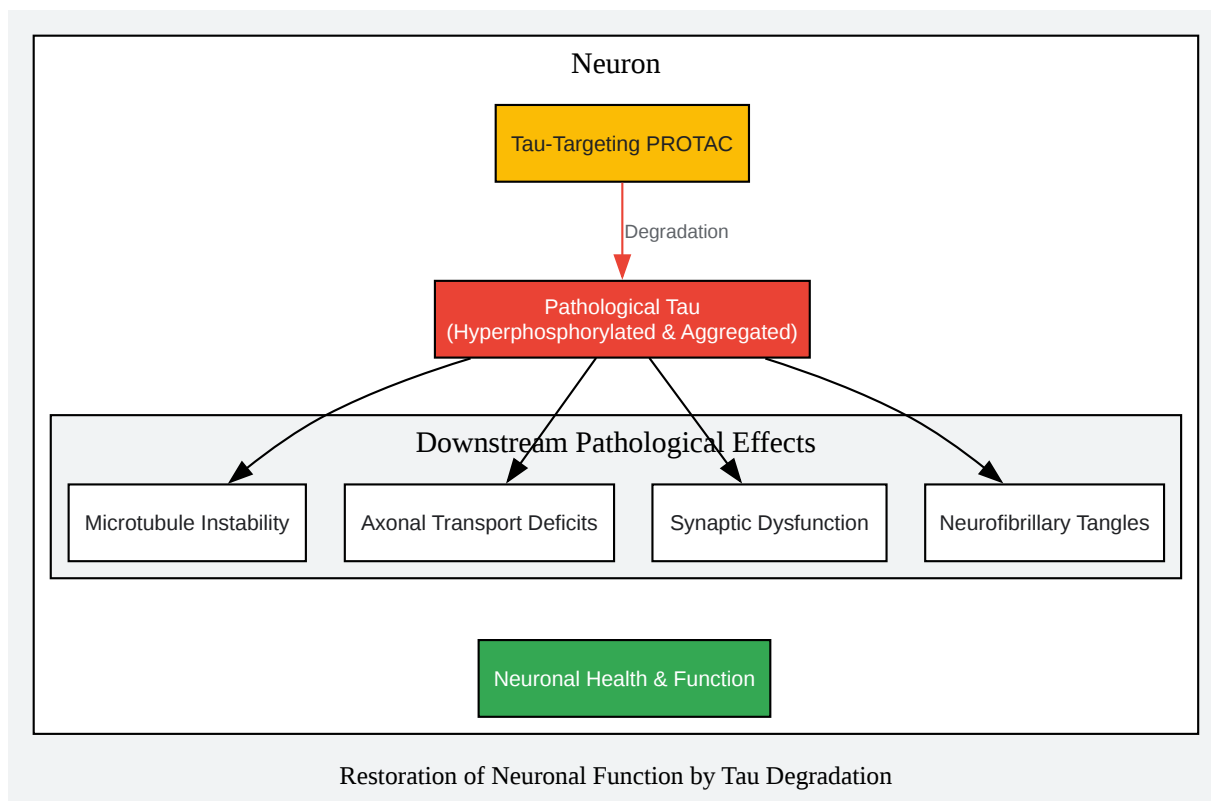 Neuron
Tau-Targeting PROTAC
Degradation
Pathological Tau
(Hyperphosphorylated & Aggregated)
Downstream Pathological Effects
Microtubule Instability
Axonal Transport Deficits
Synaptic Dysfunction
Neurofibrillary Tangles
Neuronal Health & Function
Restoration of Neuronal Function by Tau Degradation